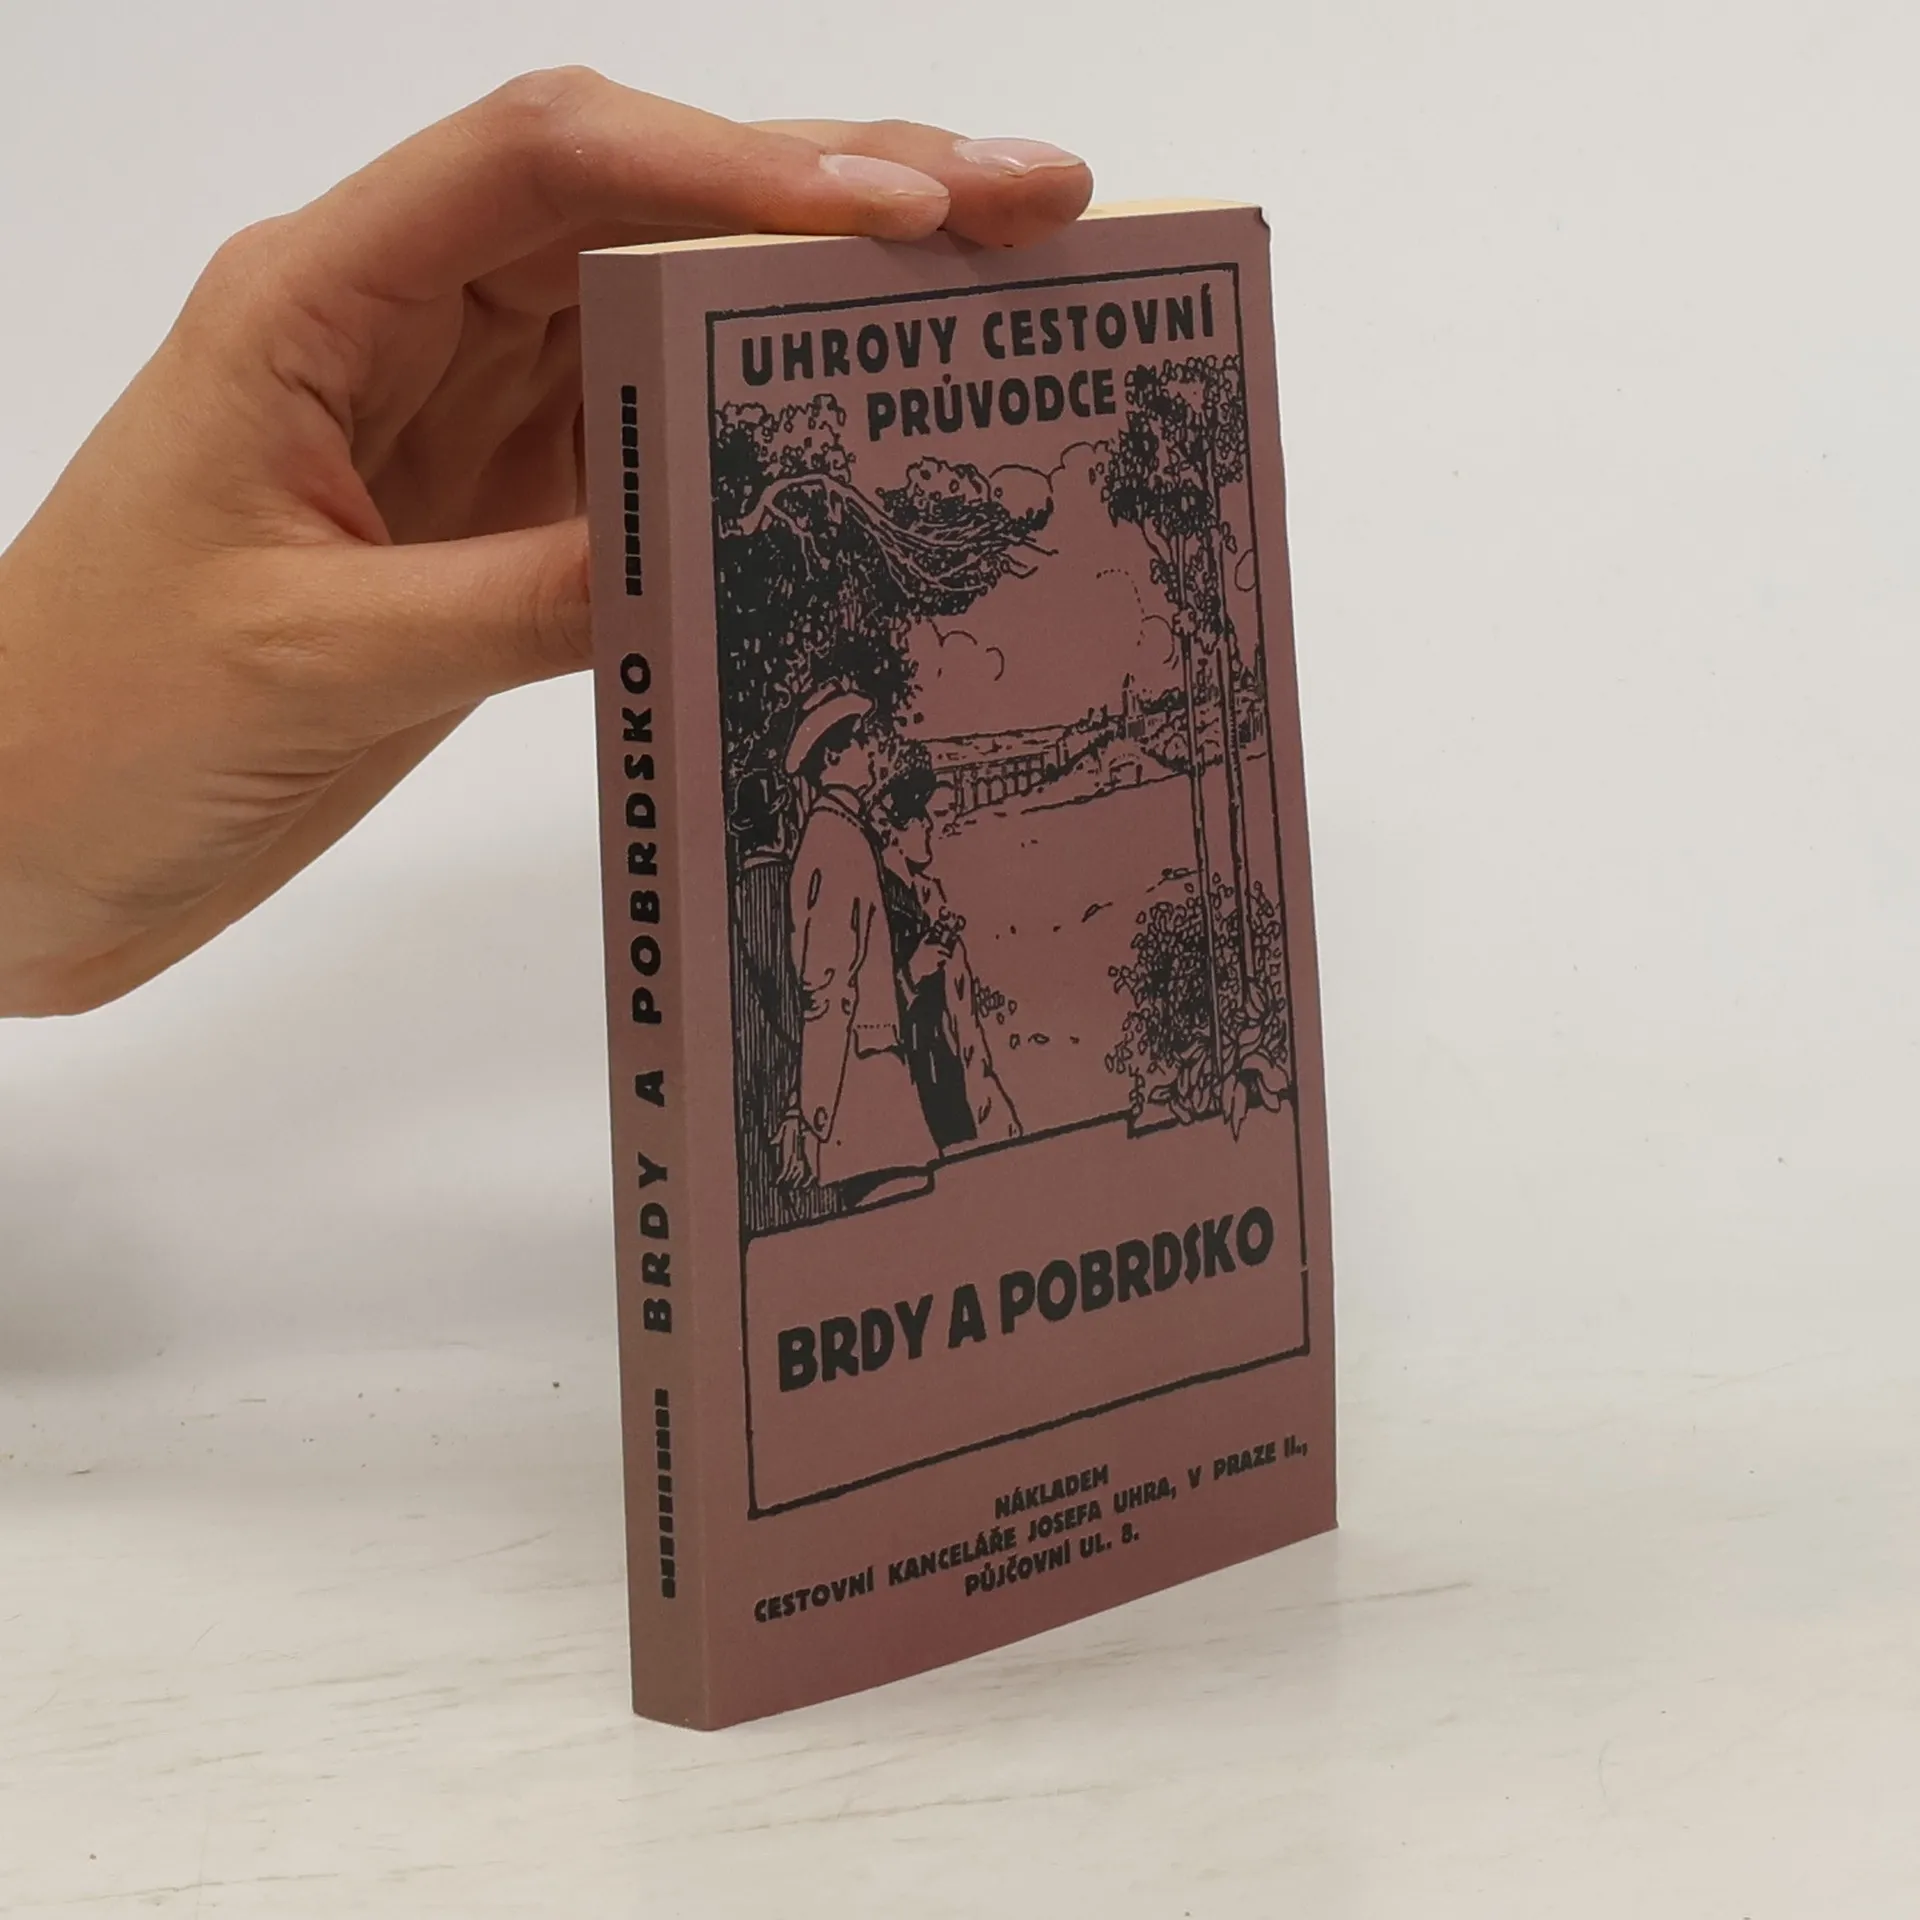 UHROVY CESTOVNÍ
PRŮVODCE
BRDY A POBRDSKO
BRDY A POBRDSKO
NÁKLADEM
CESTOVNÍ KANCELÁŘE JOSEFA UHRA, V PRAZE II.,
PŮJČOVNÍ UL. 8.